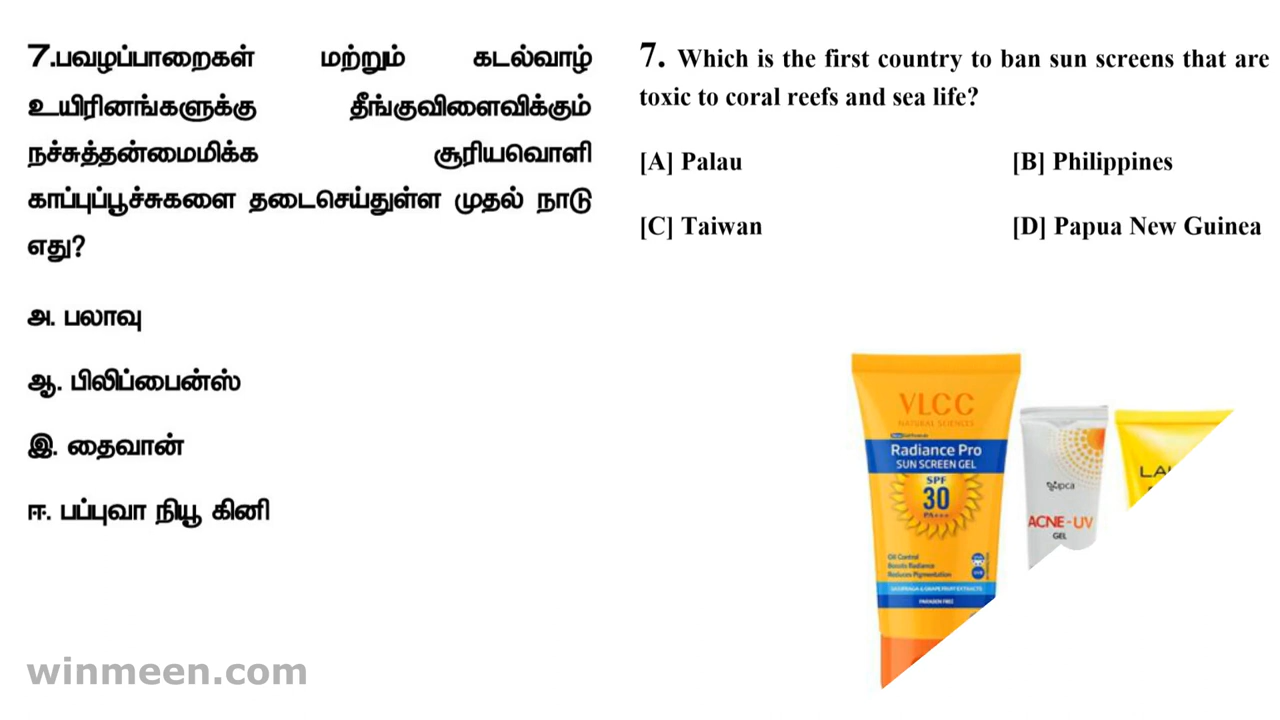 7.பவழப்பாறைகள் மற்றும் கடல்வாழ்
உயிரினங்களுக்கு தீங்குவிளைவிக்கும்
நச்சுத்தன்மைமிக்க சூரியவொளி
காப்புப்பூச்சுகளை தடைசெய்துள்ள முதல் நாடு
எது?
அ. பலாவு
ஆ. பிலிப்பைன்ஸ்
இ. தைவான்
ஈ. பப்புவா நியூ கினி
7. Which is the first country to ban sun screens that are
toxic to coral reefs and sea life?
[A] Palau [B] Philippines
[C] Taiwan [D] Papua New Guinea
VLCC
NATURAL SCIENCES
Radiance Pro
SUN SCREEN GEL
SPF
30
PA+++
Oil Control
Boosts Radiance
Reduces Pigmentation
PARABEN FREE
ipca
ACNE-UV
GEL
winmeen.com